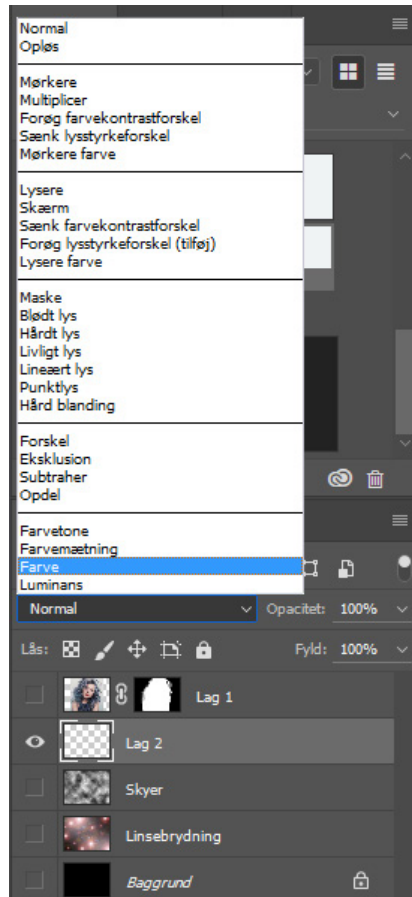 Normal
Opløs
Mørkere
Multiplicer
Forøg farvekontrastforskel
Sænk lysstyrkeforskel
Mørkere farve
Lysere
Skærm
Sænk farvekontrastforskel
Forøg lysstyrkeforskel (tilføj)
Lysere farve
Maske
Blødt lys
Hårdt lys
Livligt lys
Lineært lys
Punktlys
Hård blanding
Forskel
Eksklusion
Subtraher
Opdel
Farvetone
Farvemætning
Farve
Luminans
Normal Opacitet: 100%
Lås: Fyld: 100%
Lag 1
Lag 2
Skyer
Linsebrydning
Baggrund